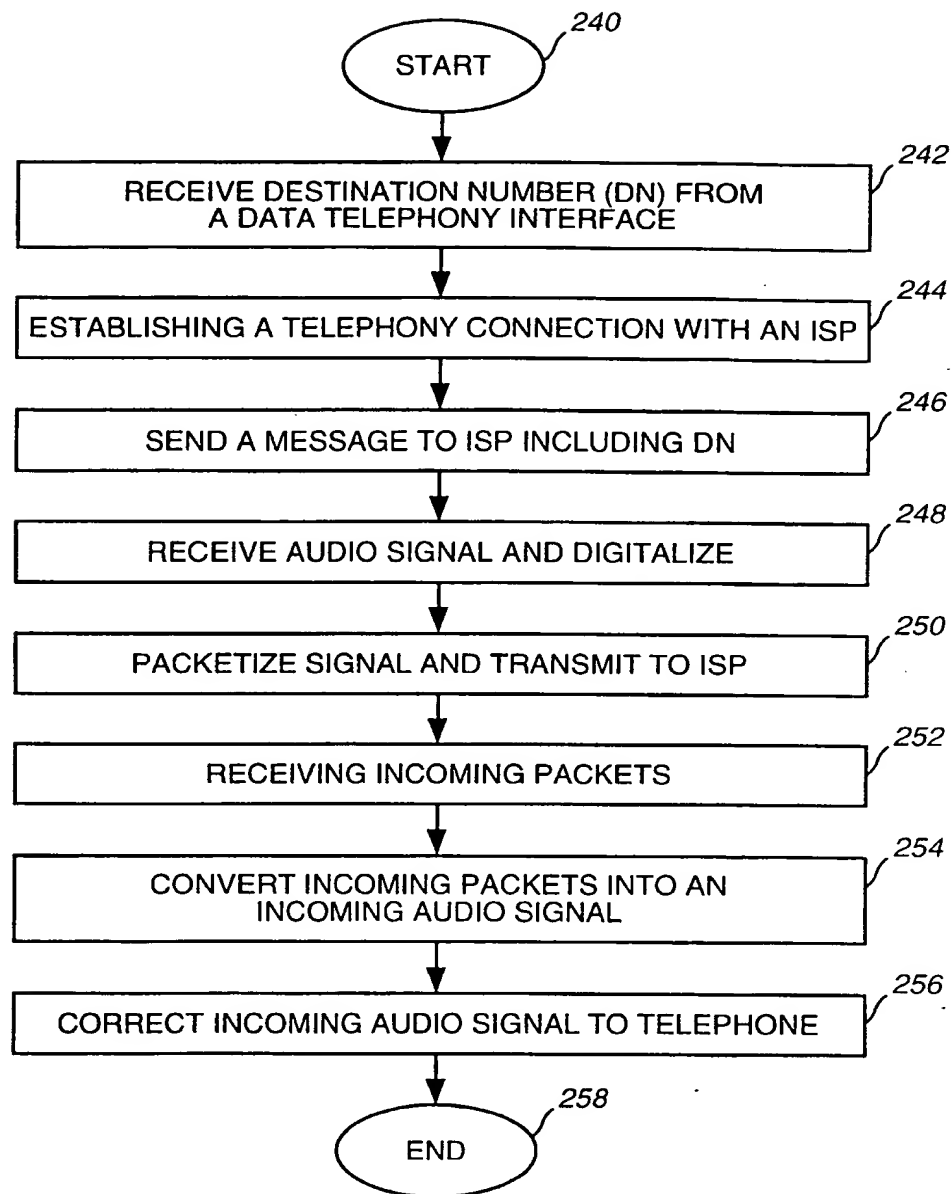 240
START
242
RECEIVE DESTINATION NUMBER (DN) FROM
A DATA TELEPHONY INTERFACE
244
ESTABLISHING A TELEPHONY CONNECTION WITH AN ISP
246
SEND A MESSAGE TO ISP INCLUDING DN
248
RECEIVE AUDIO SIGNAL AND DIGITALIZE
250
PACKETIZE SIGNAL AND TRANSMIT TO ISP
252
RECEIVING INCOMING PACKETS
254
CONVERT INCOMING PACKETS INTO AN
INCOMING AUDIO SIGNAL
256
CORRECT INCOMING AUDIO SIGNAL TO TELEPHONE
258
END